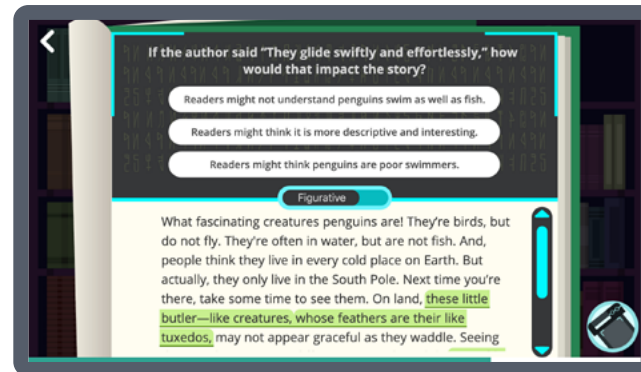 If the author said “They glide swiftly and effortlessly,” how
would that impact the story?
Readers might not understand penguins swim as well as fish.
Readers might think it is more descriptive and interesting.
Readers might think penguins are poor swimmers.
Figurative
What fascinating creatures penguins are! They’re birds, but
do not fly. They’re often in water, but are not fish. And,
people think they live in every cold place on Earth. But
actually, they only live in the South Pole. Next time you’re
there, take some time to see them. On land, these little
butler—like creatures, whose feathers are their like
tuxedos, may not appear graceful as they waddle. Seeing